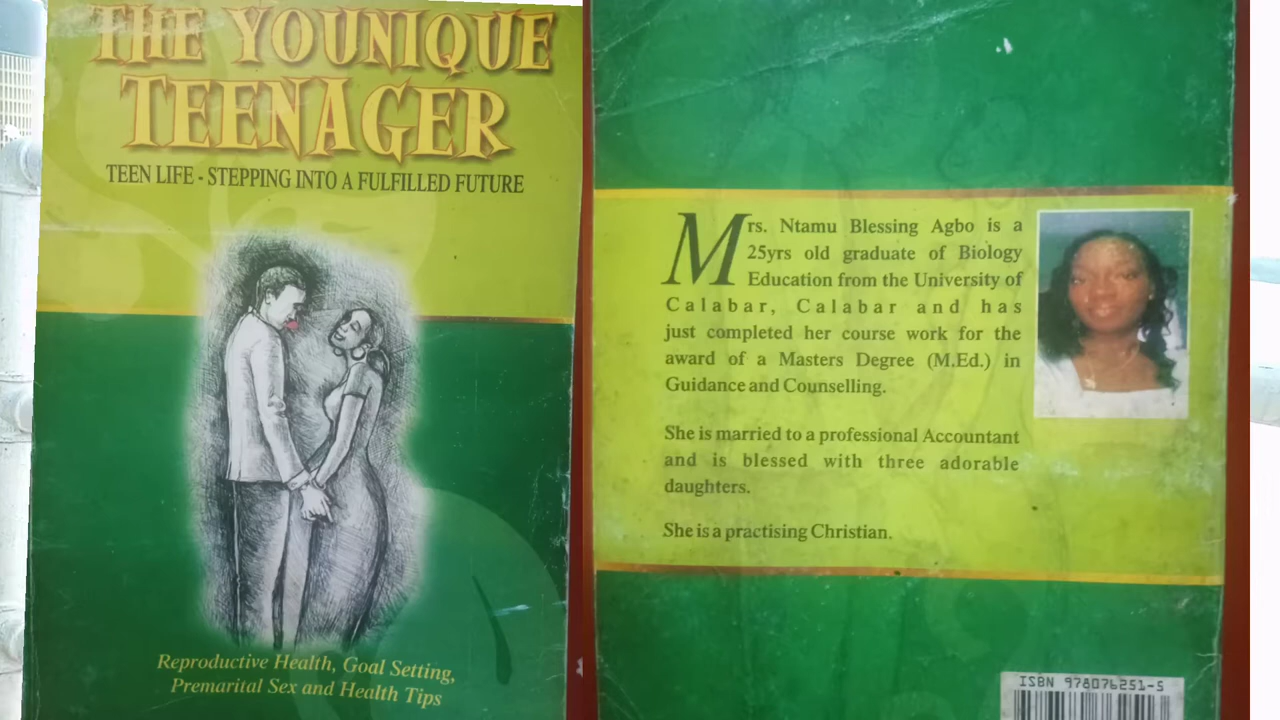 THE YOUNIQUE
TEENAGER
TEEN LIFE - STEPPING INTO A FULFILLED FUTURE
Reproductive Health, Goal Setting,
Premarital Sex and Health Tips
Mrs. Ntamu Blessing Agbo is a
25yrs old graduate of Biology
Education from the University of
Calabar, Calabar and has
just completed her course work for the
award of a Masters Degree (M.Ed.) in
Guidance and Counselling.
She is married to a professional Accountant
and is blessed with three adorable
daughters.
She is a practising Christian.
ISBN 978076251-5